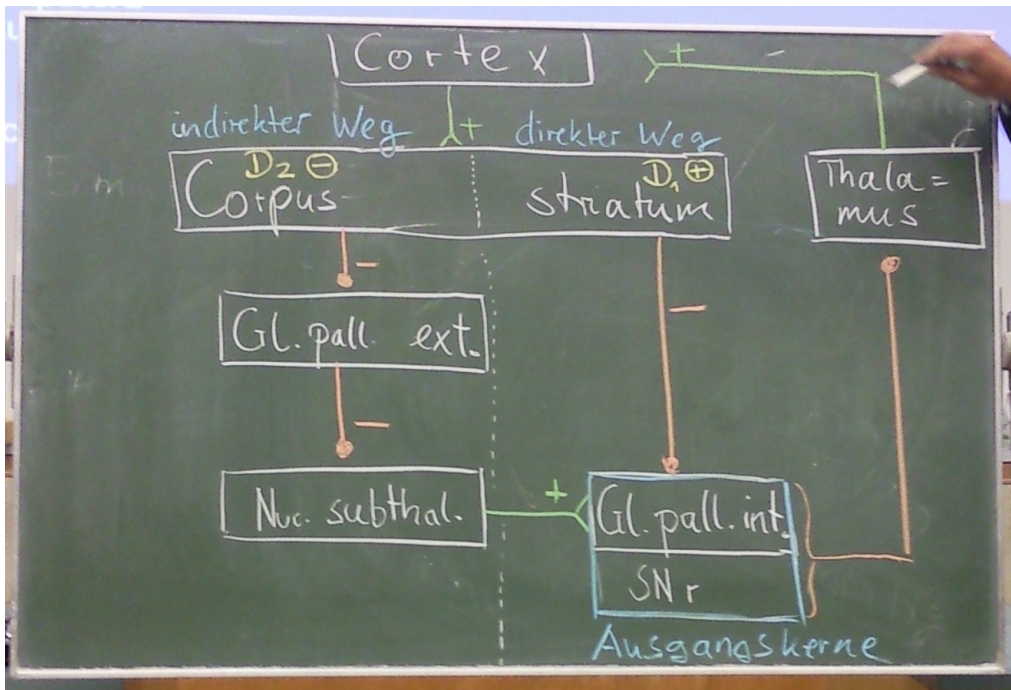 Cortex
+
-
indirekter Weg
+
direkter Weg
D2 ⊖
D1 ⊕
Corpus
striatum
Thala=
mus
-
-
Gl. pall. ext.
-
Nuc. subthal.
+
Gl. pall. int.
SNr
Ausgangskerne